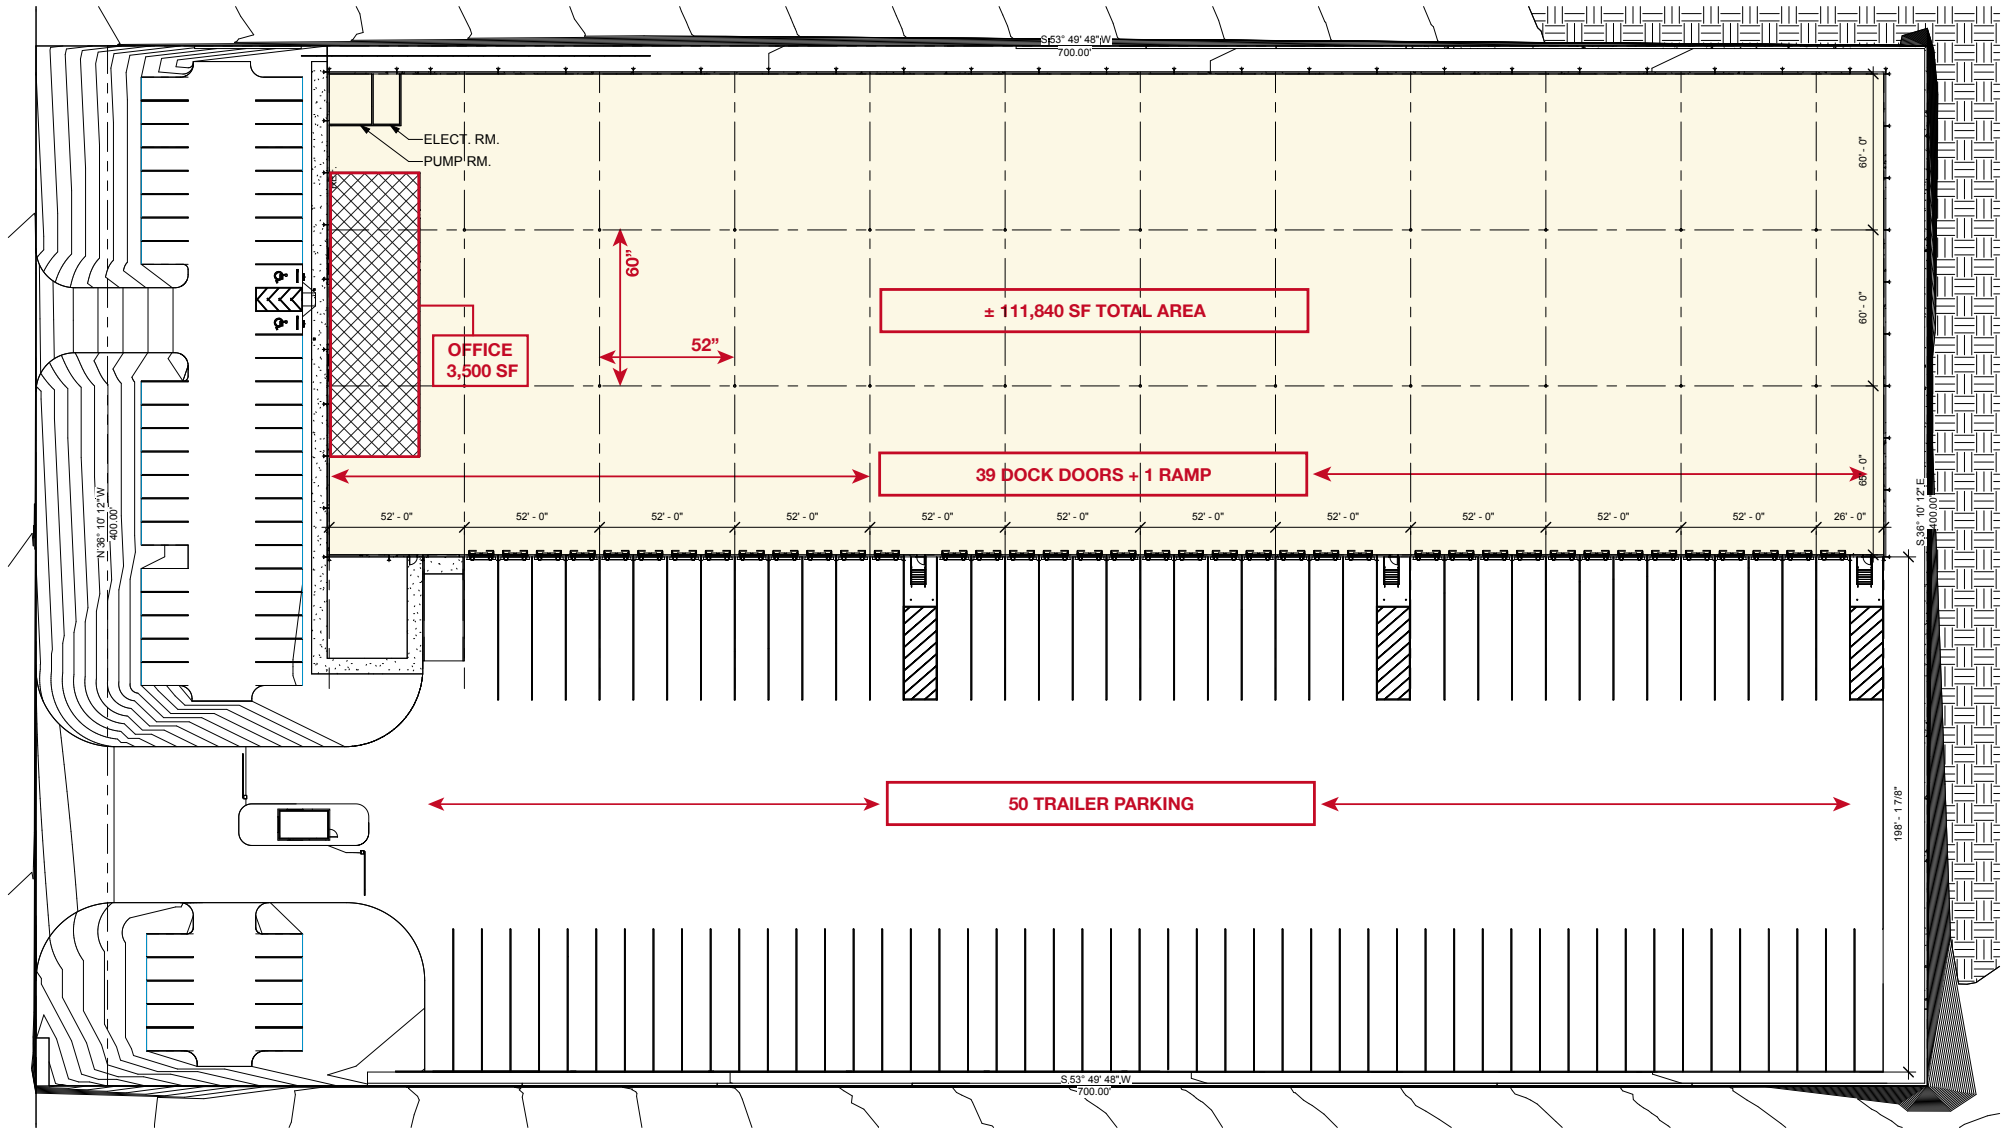 S 53° 49' 48" W
700.00'
ELECT. RM.
PUMP RM.
60' - 0"
60”
± 111,840 SF TOTAL AREA
60' - 0"
52”
OFFICE
3,500 SF
39 DOCK DOORS + 1 RAMP
65' - 0"
52' - 0"
52' - 0"
52' - 0"
52' - 0"
52' - 0"
52' - 0"
52' - 0"
52' - 0"
52' - 0"
52' - 0"
52' - 0"
26' - 0"
N 36° 10' 12" W
400.00'
S 36° 10' 12" E
400.00'
50 TRAILER PARKING
198' - 1 7/8"
S 53° 49' 48" W
700.00'